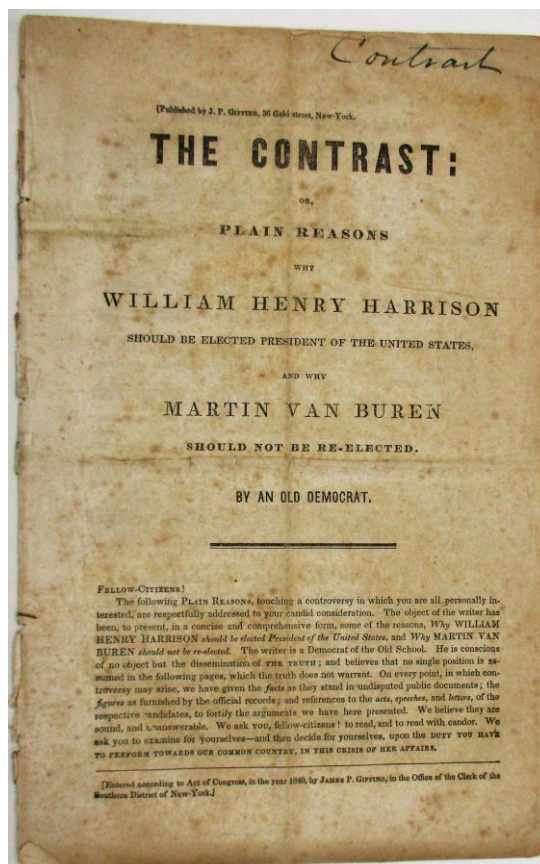 Contrast
[Published by J. P. GIFFING, 56 Gold-street, New-York.
THE CONTRAST:
OR,
PLAIN REASONS
WHY
WILLIAM HENRY HARRISON
SHOULD BE ELECTED PRESIDENT OF THE UNITED STATES,
AND WHY
MARTIN VAN BUREN
SHOULD NOT BE RE-ELECTED.
BY AN OLD DEMOCRAT.
FELLOW-CITIZENS!
The following PLAIN REASONS, touching a controversy in which you are all personally in-
terested, are respectfully addressed to your candid consideration. The object of the writer has
been, to present, in a concise and comprehensive form, some of the reasons, Why WILLIAM
HENRY HARRISON should be elected President of the United States, and Why MARTIN VAN
BUREN should not be re-elected. The writer is a Democrat of the Old School. He is conscious
of no object but the dissemination of THE TRUTH; and believes that no single position is as-
sumed in the following pages, which the truth does not warrant. On every point, in which con-
troversy may arise, we have given the facts as they stand in undisputed public documents; the
figures as furnished by the official records; and references to the acts, speeches, and letters, of the
respective candidates, to fortify the arguments we have here presented. We believe they are
sound, and unanswerable. We ask you, fellow-citizens! to read, and to read with candor. We
ask you to examine for yourselves—and then decide for yourselves, upon the DUTY YOU HAVE
TO PERFORM TOWARDS OUR COMMON COUNTRY, IN THIS CRISIS OF HER AFFAIRS.
[Entered according to Act of Congress, in the year 1840, by JAMES P. GIFFING, in the Office of the Clerk of the
Southern District of New-York.]